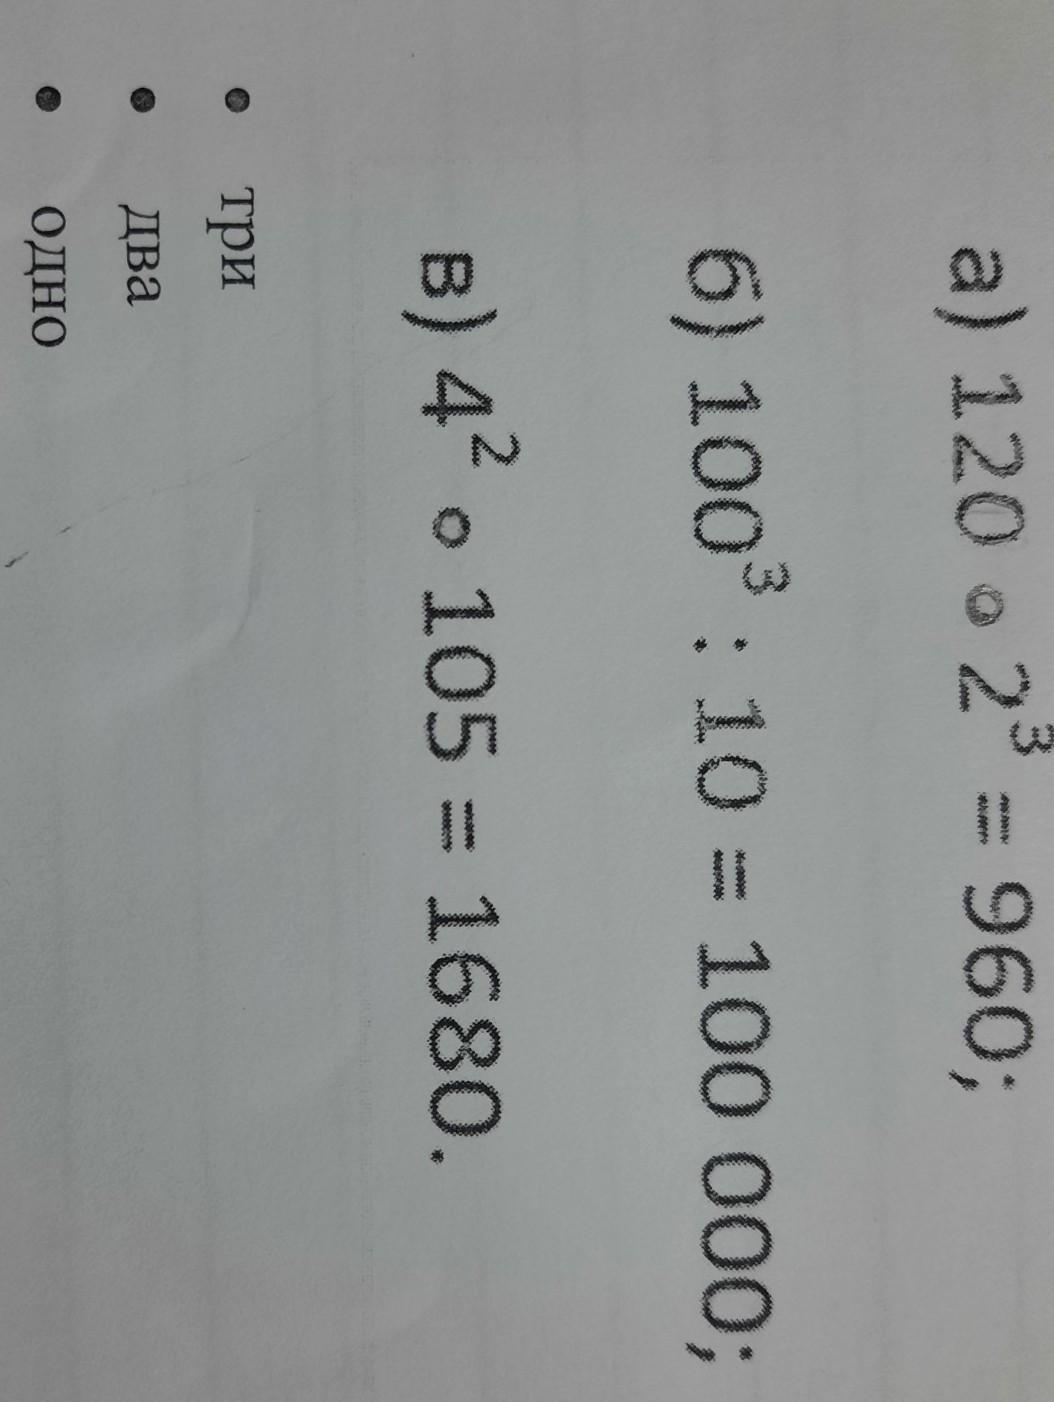 а) 120 • 2³ = 960;
б) 100³ : 10 = 100 000;
в) 4² • 105 = 1680.
• три
• два
• одно